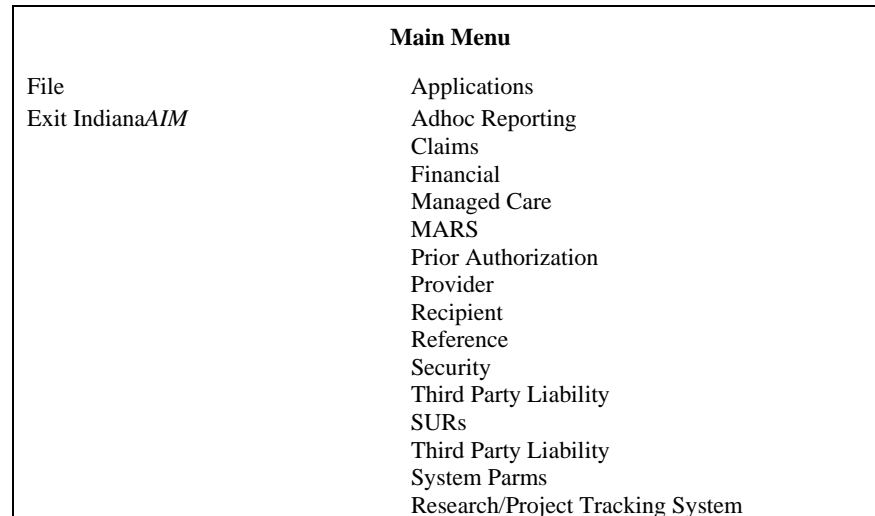 Main Menu
File Applications
Exit IndianaAIM Adhoc Reporting
Claims
Financial
Managed Care
MARS
Prior Authorization
Provider
Recipient
Reference
Security
Third Party Liability
SURs
Third Party Liability
System Parms
Research/Project Tracking System